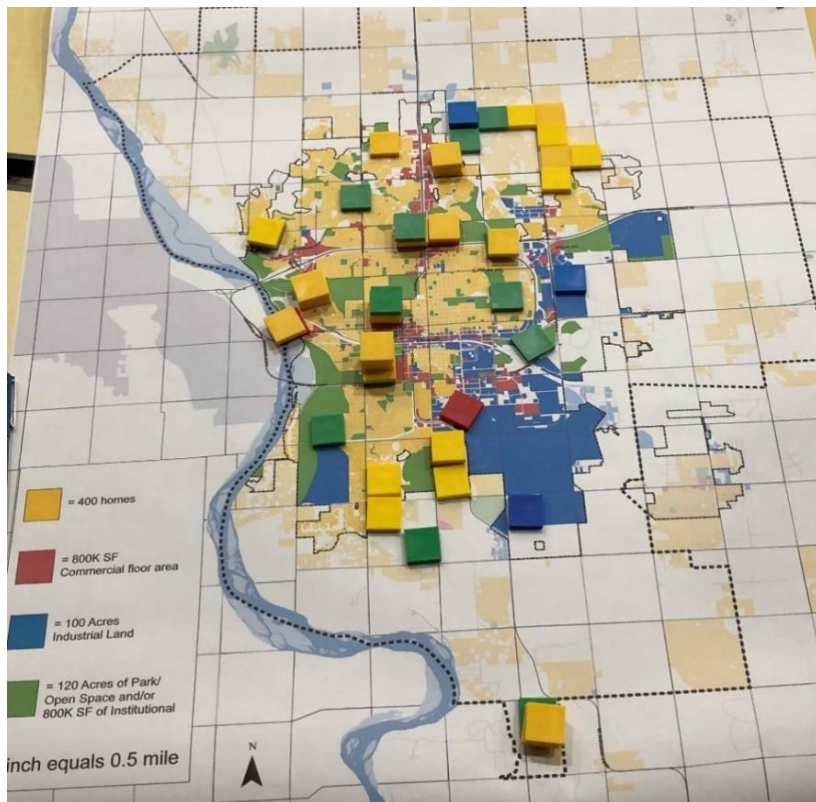 = 400 homes
= 800K SF
Commercial floor area
= 100 Acres
Industrial Land
= 120 Acres of Park/
Open Space and/or
800K SF of Institutional
inch equals 0.5 mile
N